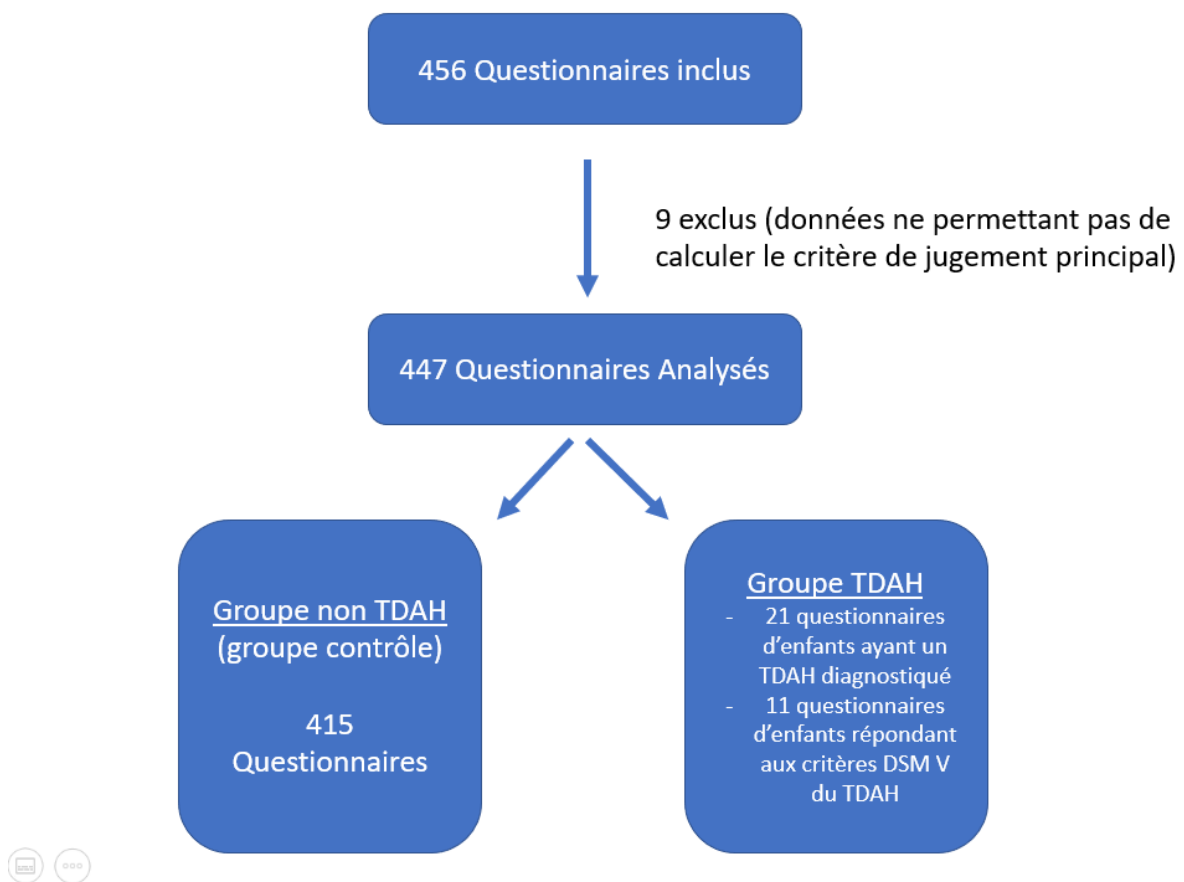 456 Questionnaires inclus
9 exclus (données ne permettant pas de
calculer le critère de jugement principal)
447 Questionnaires Analysés
Groupe non TDAH
(groupe contrôle)
415
Questionnaires
Groupe TDAH
- 21 questionnaires
d'enfants ayant un
TDAH diagnostiqué
- 11 questionnaires
d'enfants répondant
aux critères DSM V
du TDAH